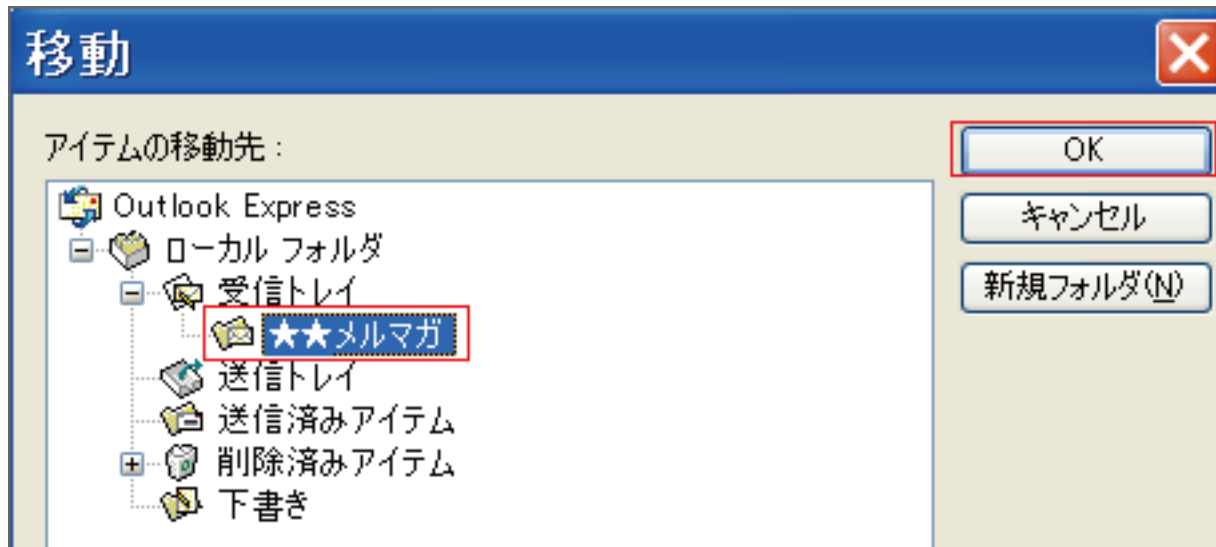 移動
アイテムの移動先：
OK
Outlook Express
キャンセル
ローカル フォルダ
新規フォルダ(N)
受信トレイ
★★メルマガ
送信トレイ
送信済みアイテム
削除済みアイテム
下書き